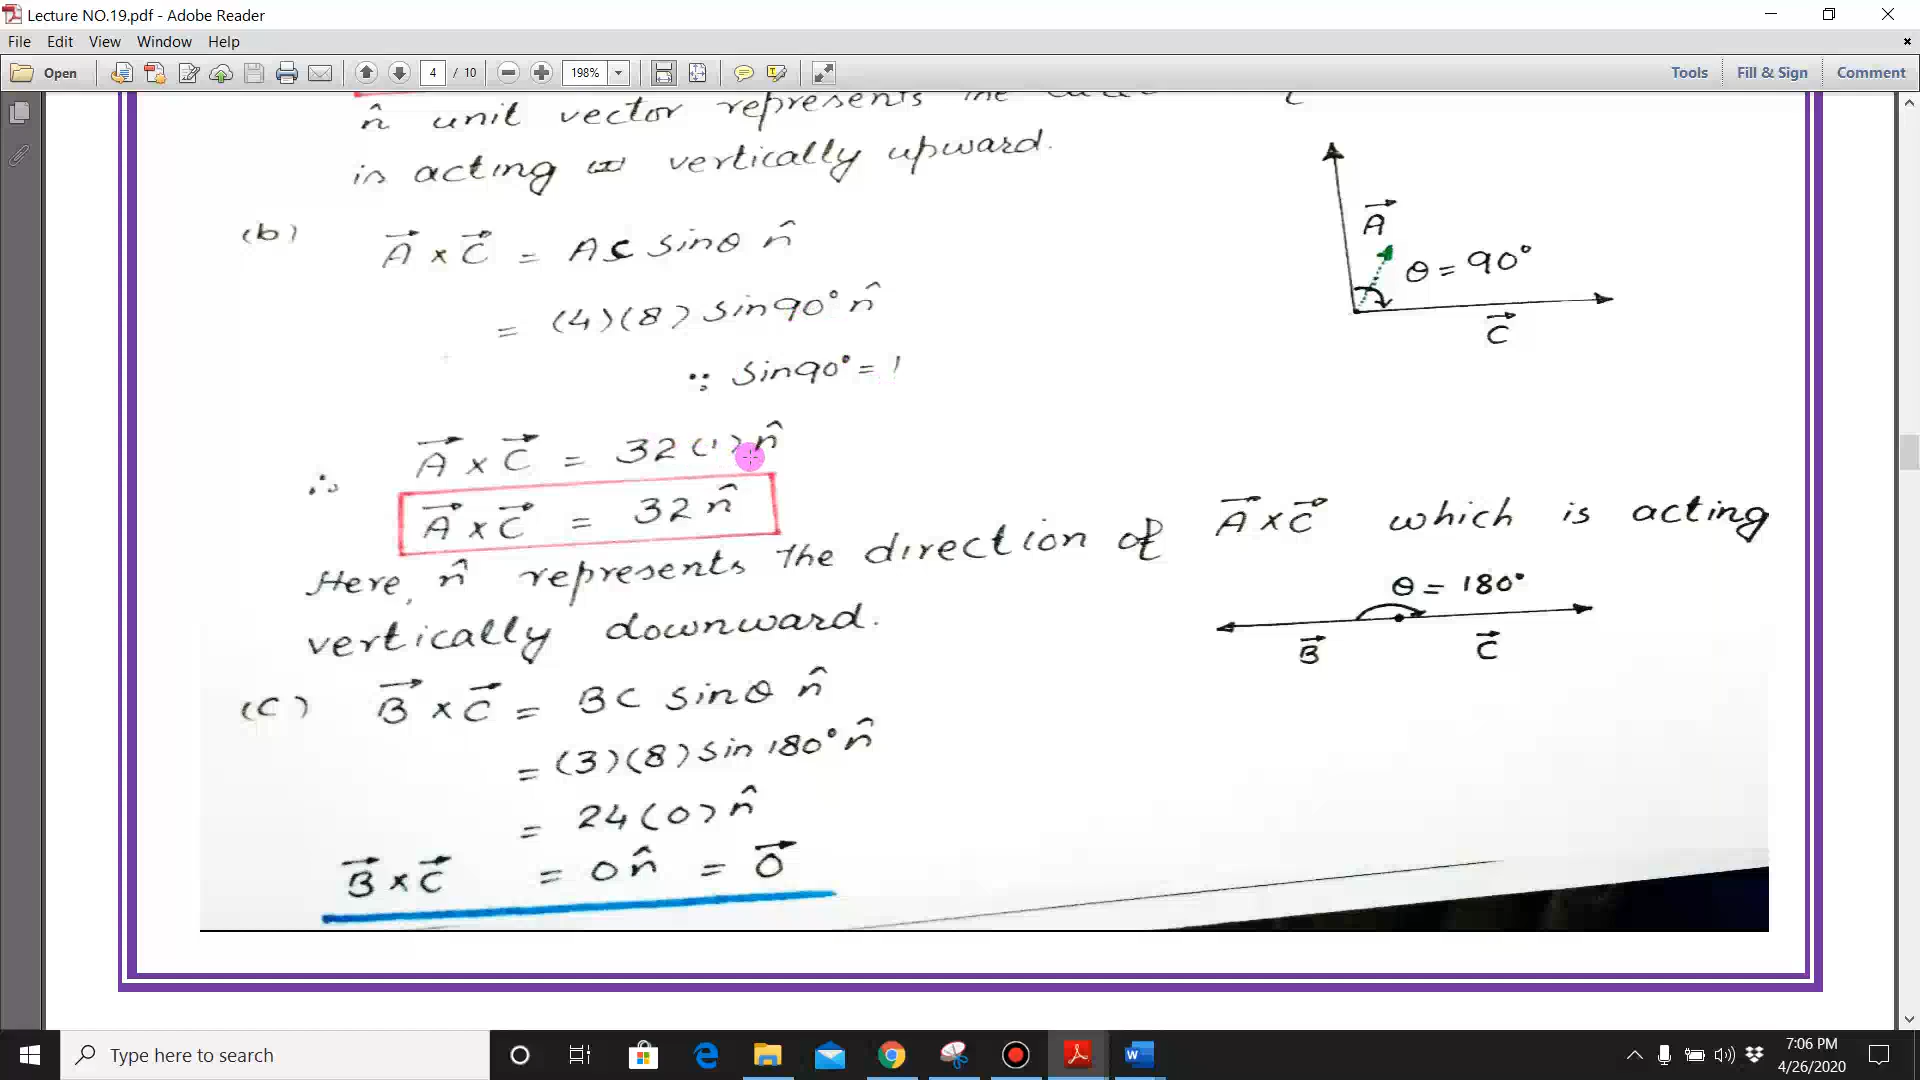 Lecture NO.19.pdf - Adobe Reader
File Edit View Window Help
Open 4 / 10 198% Tools Fill & Sign Comment
n̂ unit vector represents the
is acting vertically upward.
(b) A⃗ × C⃗ = AC sinθ n̂
= (4)(8) sin90° n̂
∵ sin90° = 1
A⃗
θ = 90°
C⃗
∴ A⃗ × C⃗ = 32(1) n̂
A⃗ × C⃗ = 32 n̂
Here, n̂ represents the direction of A⃗ × C⃗ which is acting
vertically downward.
θ = 180°
B⃗ C⃗
(C) B⃗ × C⃗ = BC sinθ n̂
= (3)(8) sin 180° n̂
= 24(0) n̂
B⃗ × C⃗ = 0 n̂ = 0⃗
Type here to search
7:06 PM
4/26/2020